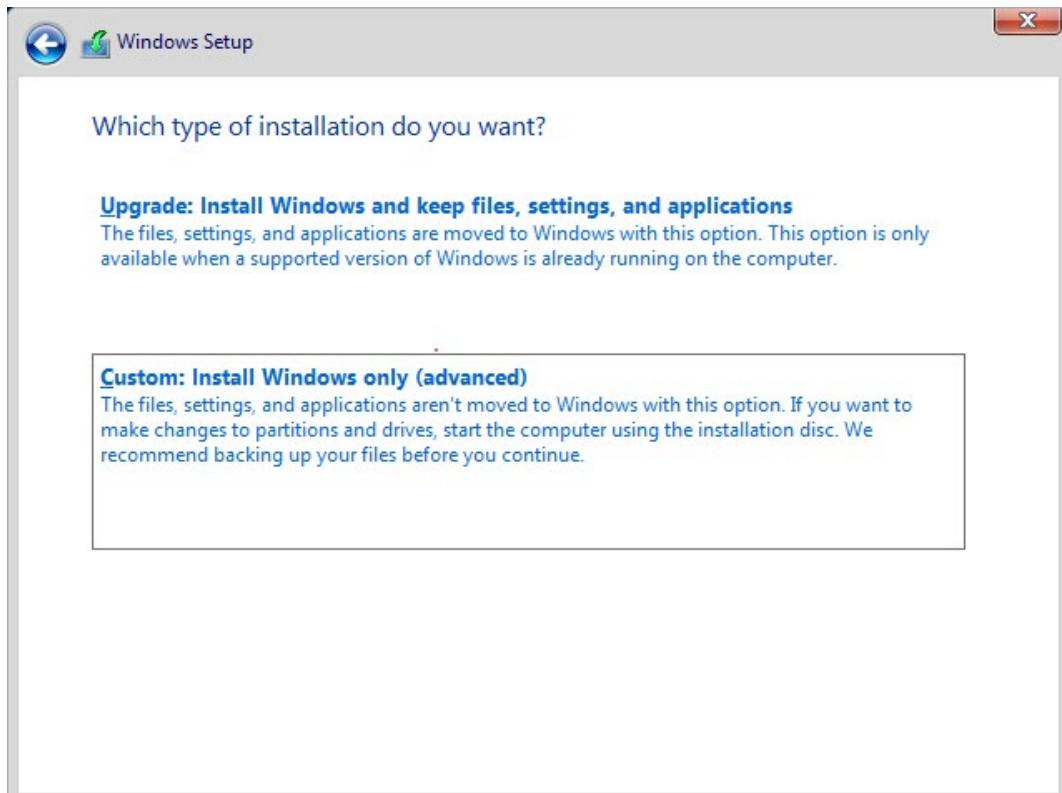 Windows Setup
Which type of installation do you want?
Upgrade: Install Windows and keep files, settings, and applications
The files, settings, and applications are moved to Windows with this option. This option is only
available when a supported version of Windows is already running on the computer.
Custom: Install Windows only (advanced)
The files, settings, and applications aren't moved to Windows with this option. If you want to
make changes to partitions and drives, start the computer using the installation disc. We
recommend backing up your files before you continue.